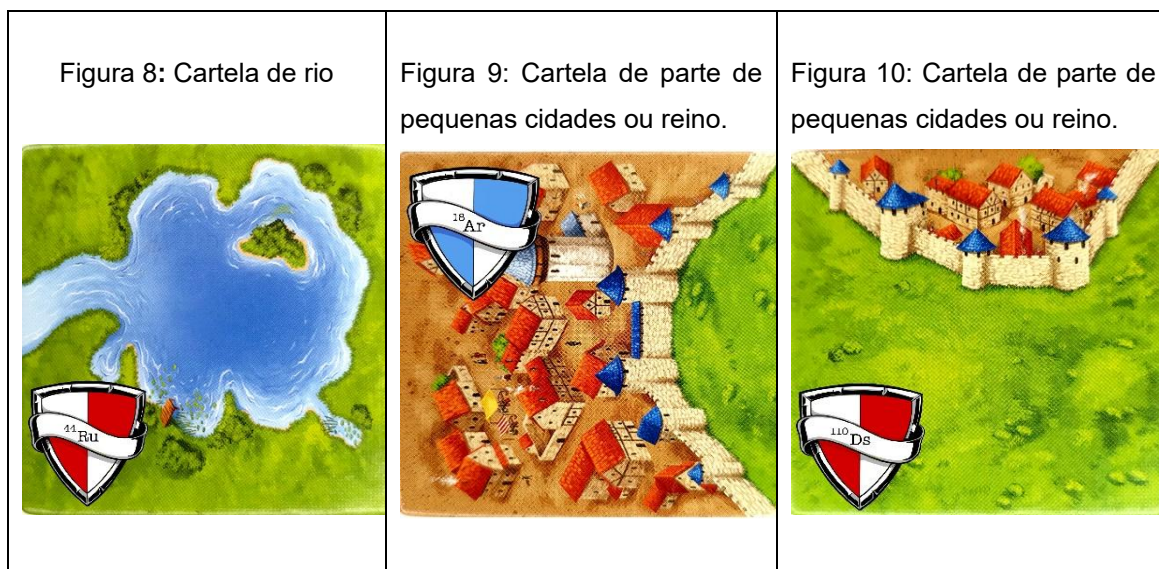 Figura 8: Cartela de rio
44Ru
Figura 9: Cartela de parte de
pequenas cidades ou reino.
18Ar
Figura 10: Cartela de parte de
pequenas cidades ou reino.
110Ds